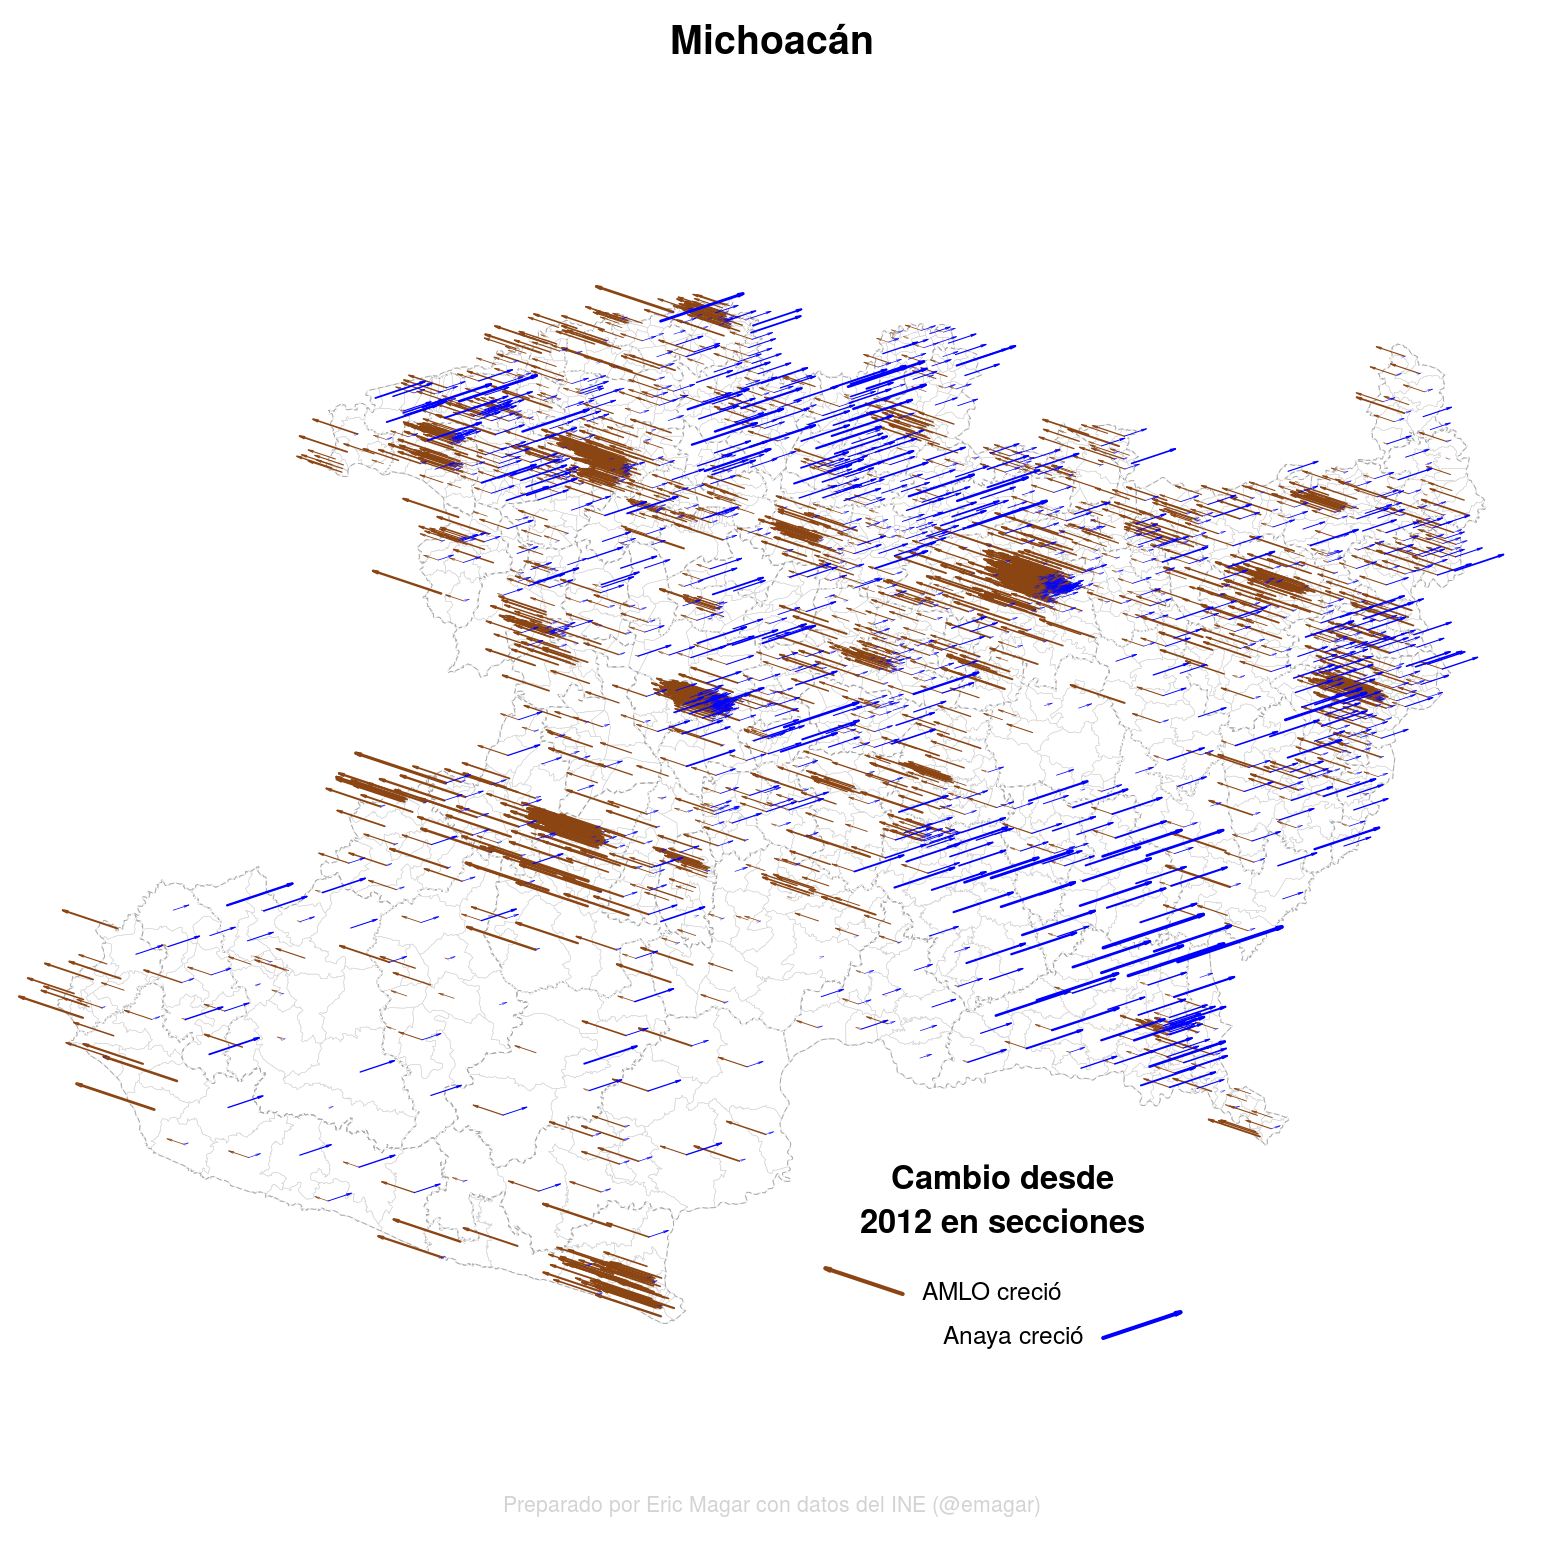 Michoacán
Cambio desde
2012 en secciones
AMLO creció
Anaya creció
Preparado por Eric Magar con datos del INE (@emagar)